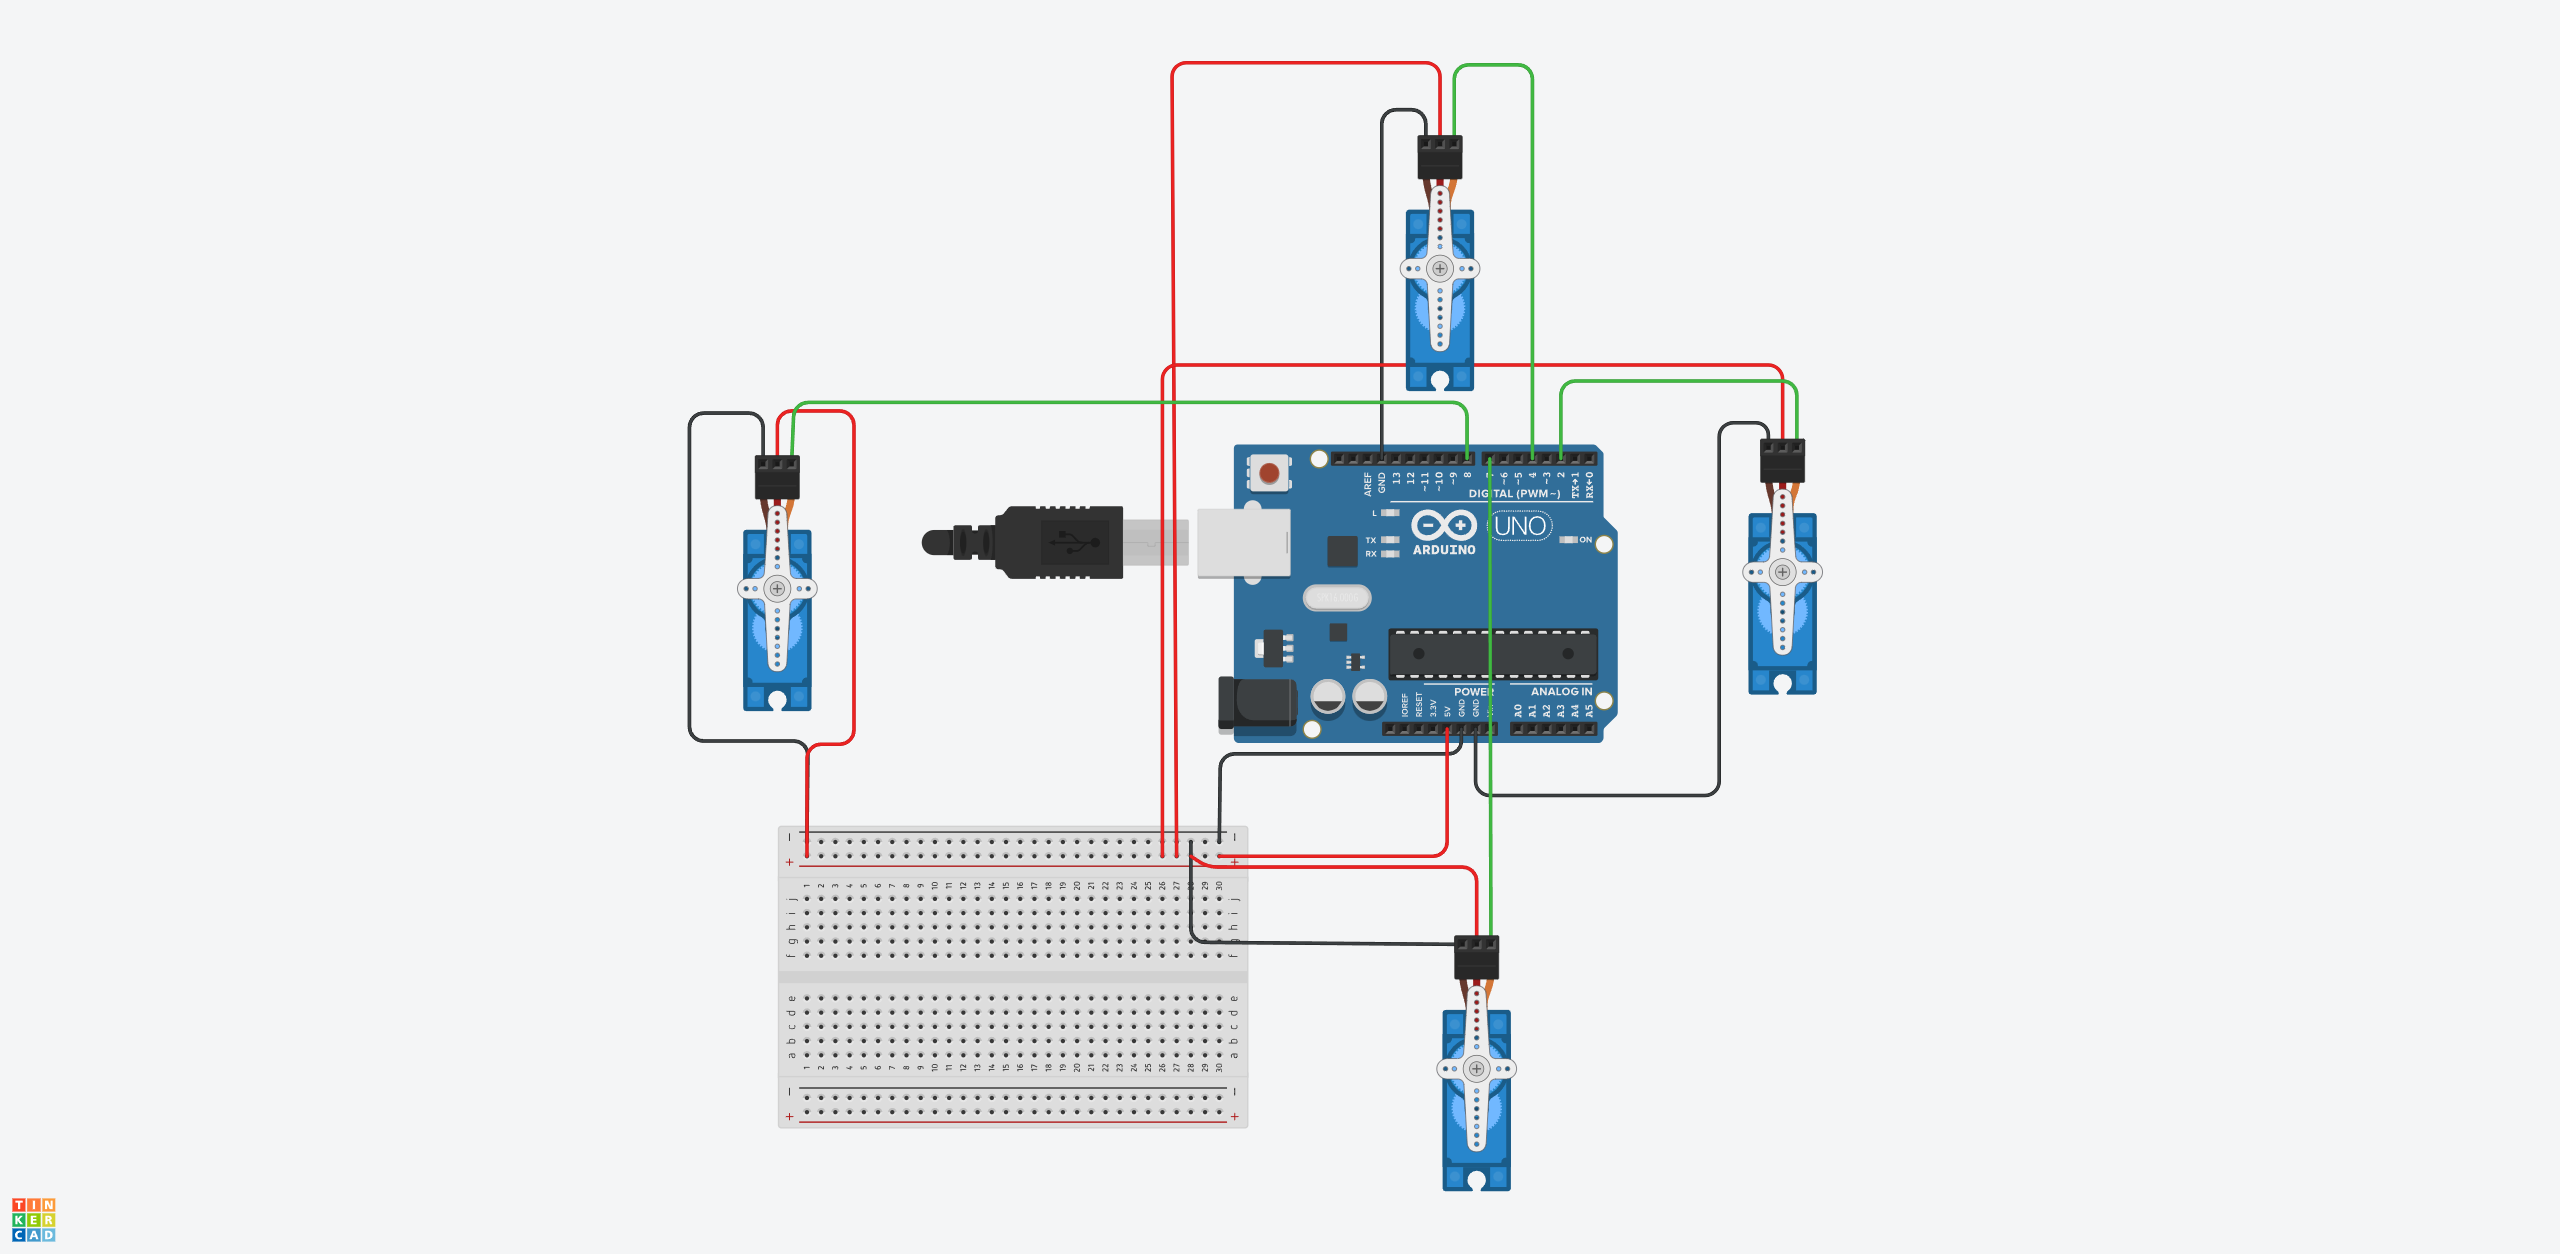 AREF
GND
13
12
~11
~10
~9
8
~6
~5
4
~3
2
TX→1
RX←0
DIGITAL (PWM~)
L
TX
RX
ARDUINO
UNO
ON
POWER
ANALOG IN
IOREF
RESET
3.3V
5V
GND
GND
A0
A1
A2
A3
A4
A5
− −
+ +
1 2 3 4 5 6 7 8 9 10 11 12 13 14 15 16 17 18 19 20 21 22 23 24 25 26 27 29 30
j j
i i
h h
g g
f f
e e
d d
c c
b b
a a
1 2 3 4 5 6 7 8 9 10 11 12 13 14 15 16 17 18 19 20 21 22 23 24 25 26 27 28 29 30
− −
+ +
TIN
KER
CAD